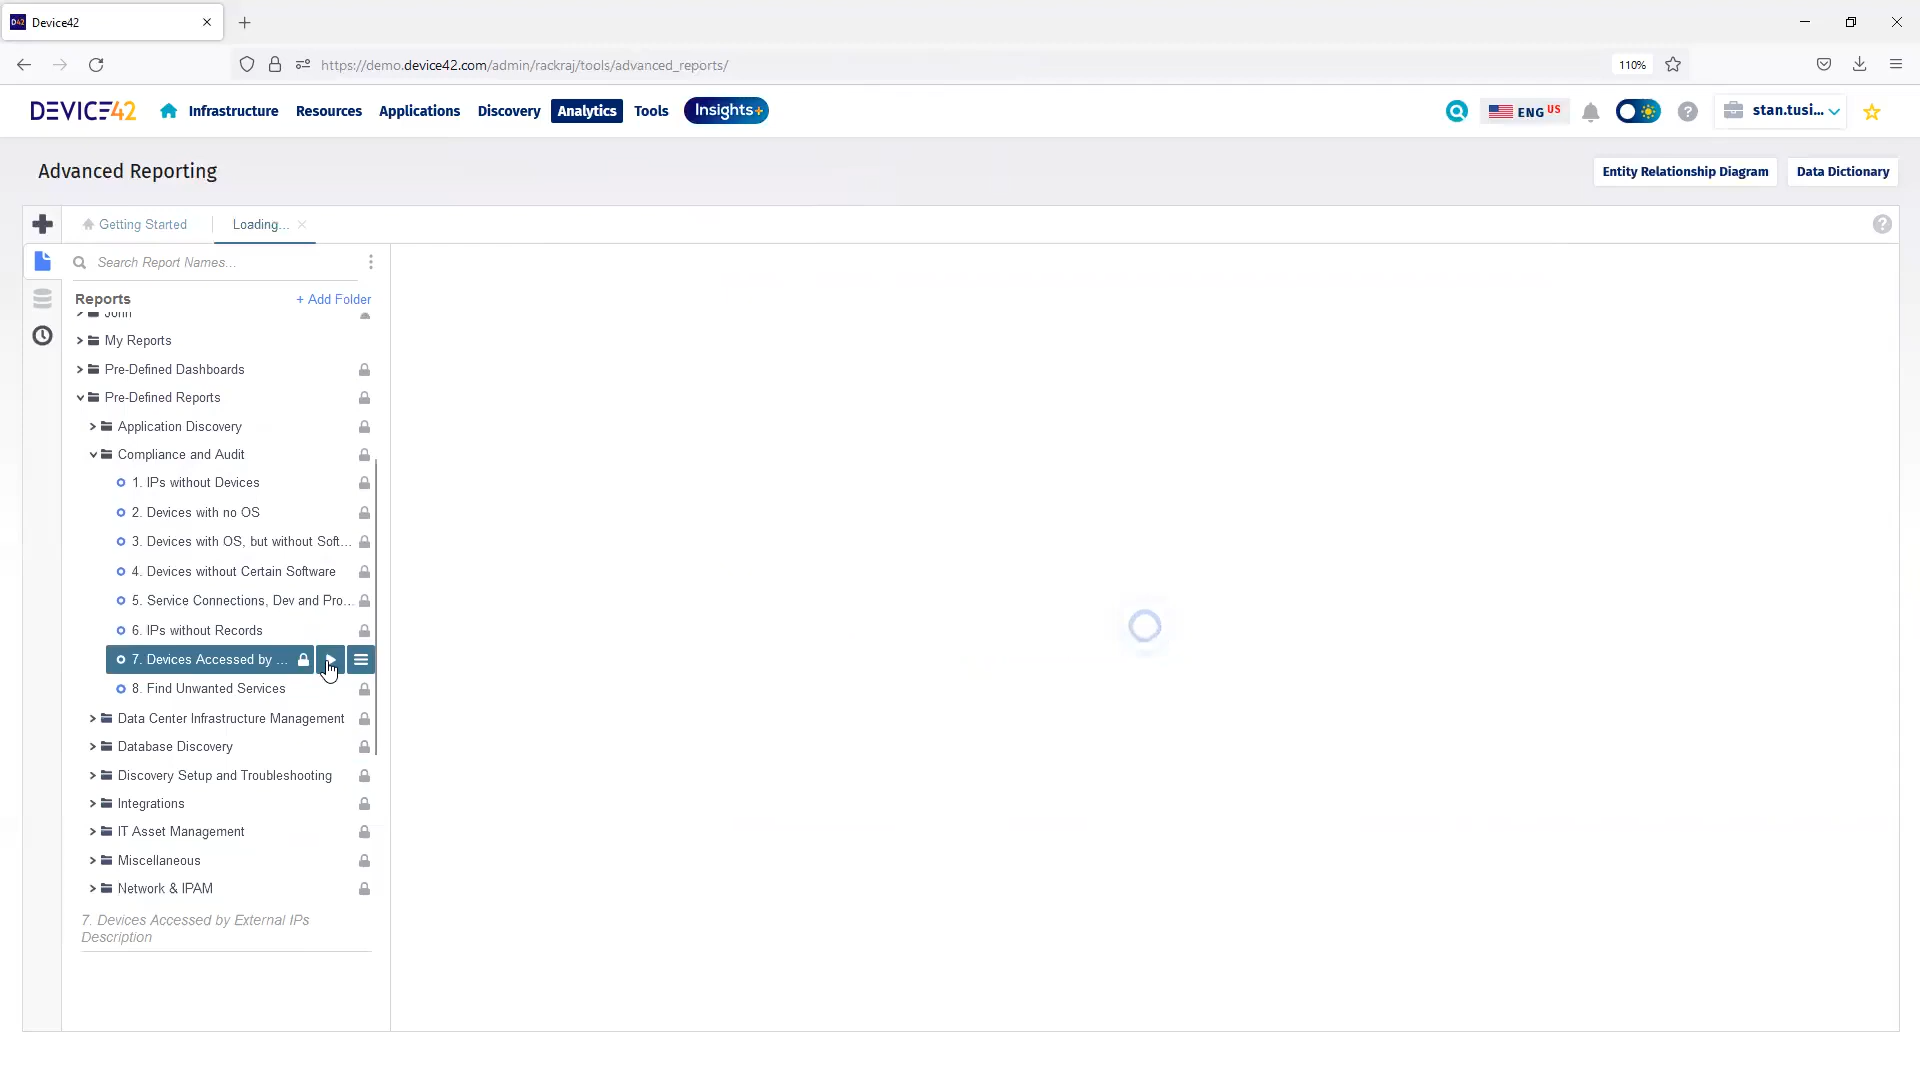 D42 Device42
https://demo.device42.com/admin/rackraj/tools/advanced_reports/
110%
DEVICE42
Infrastructure
Resources
Applications
Discovery
Analytics
Tools
Insights+
ENG US
stan.tusi...
Advanced Reporting
Entity Relationship Diagram
Data Dictionary
Getting Started
Loading...
Search Report Names...
Reports
+ Add Folder
John
My Reports
Pre-Defined Dashboards
Pre-Defined Reports
Application Discovery
Compliance and Audit
1. IPs without Devices
2. Devices with no OS
3. Devices with OS, but without Soft...
4. Devices without Certain Software
5. Service Connections, Dev and Pro...
6. IPs without Records
7. Devices Accessed by ...
8. Find Unwanted Services
Data Center Infrastructure Management
Database Discovery
Discovery Setup and Troubleshooting
Integrations
IT Asset Management
Miscellaneous
Network & IPAM
7. Devices Accessed by External IPs
Description